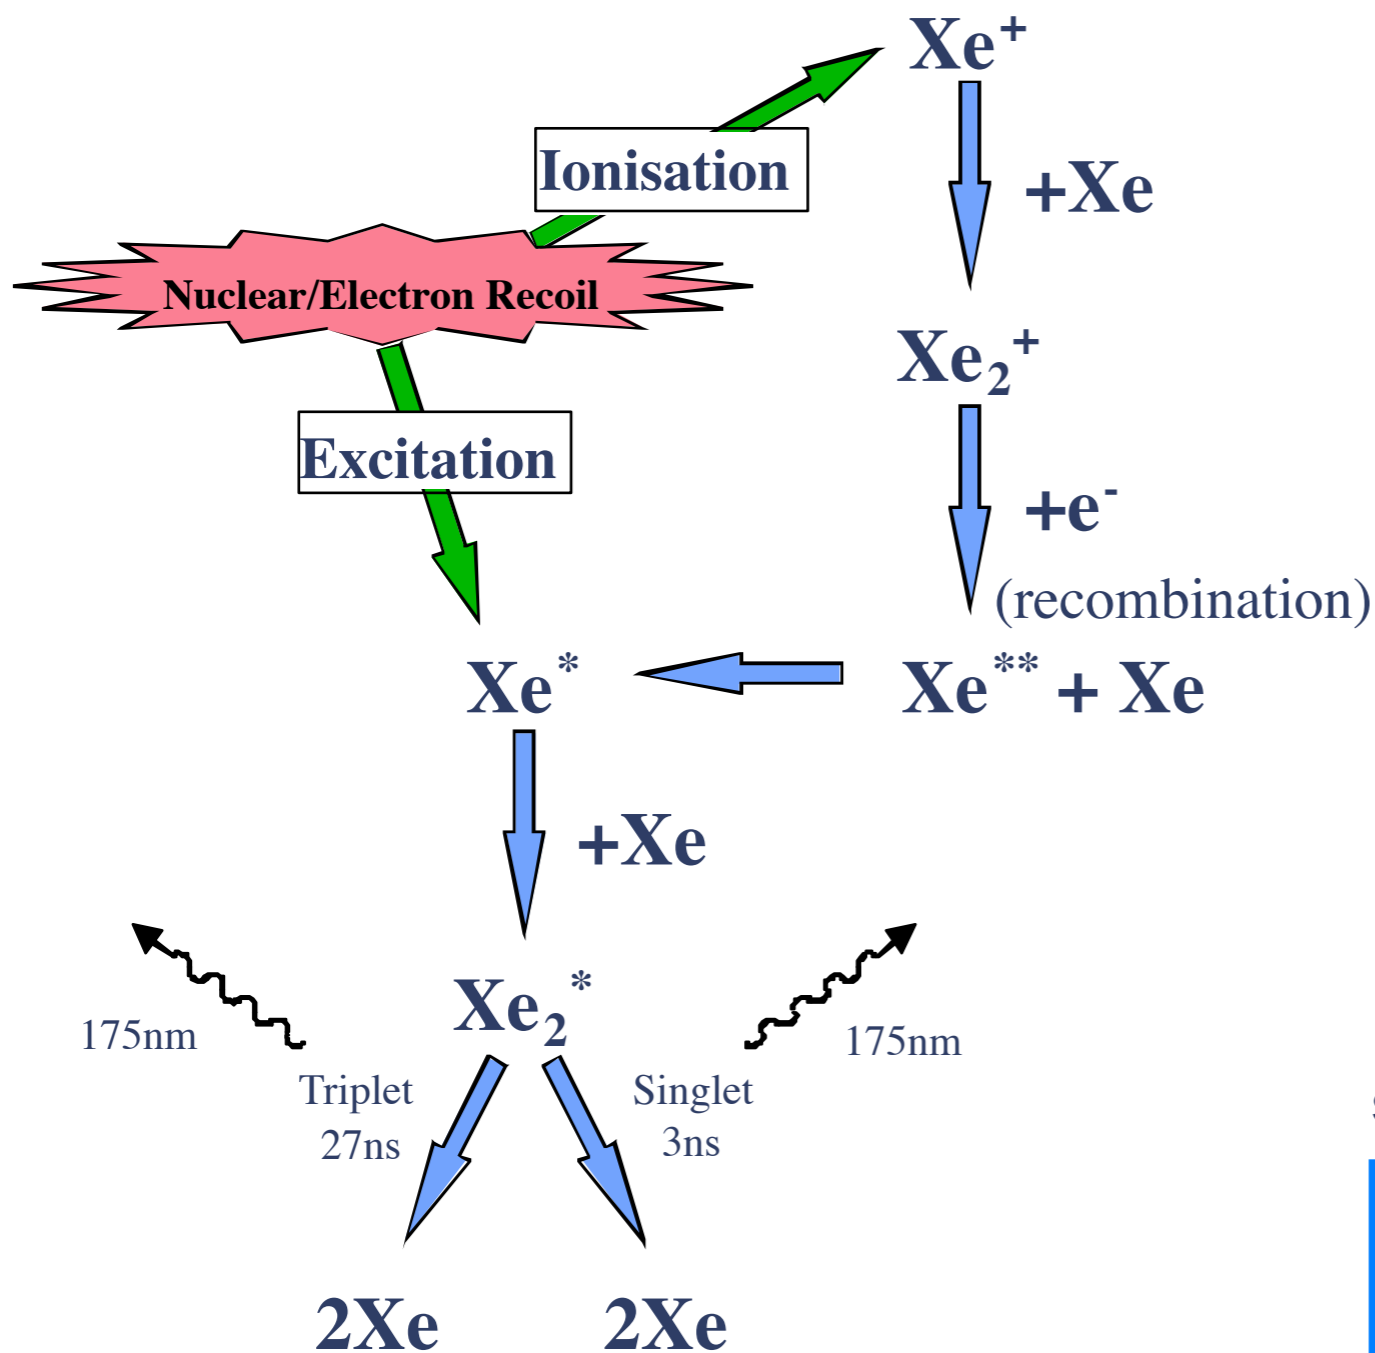 Xe⁺
Ionisation
+Xe
Nuclear/Electron Recoil
Xe₂⁺
Excitation
+e⁻
(recombination)
Xe* Xe** + Xe
+Xe
Xe₂*
175nm 175nm
Triplet Singlet
27ns 3ns
2Xe 2Xe